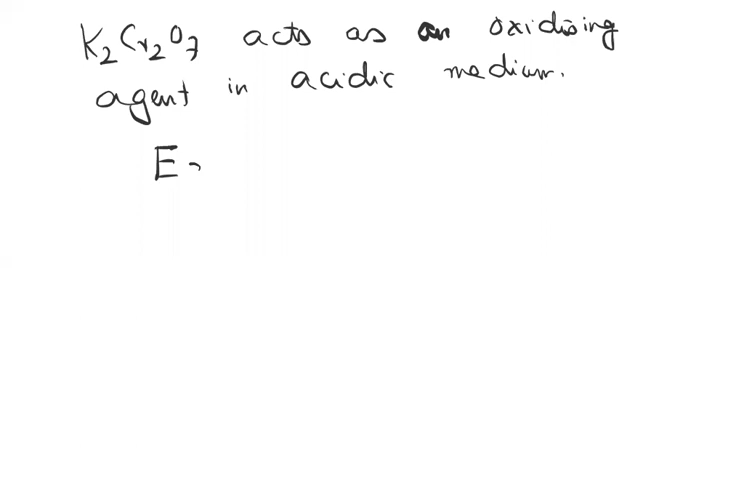 K₂Cr₂O₇ acts as an oxidising
agent in acidic medium.
E